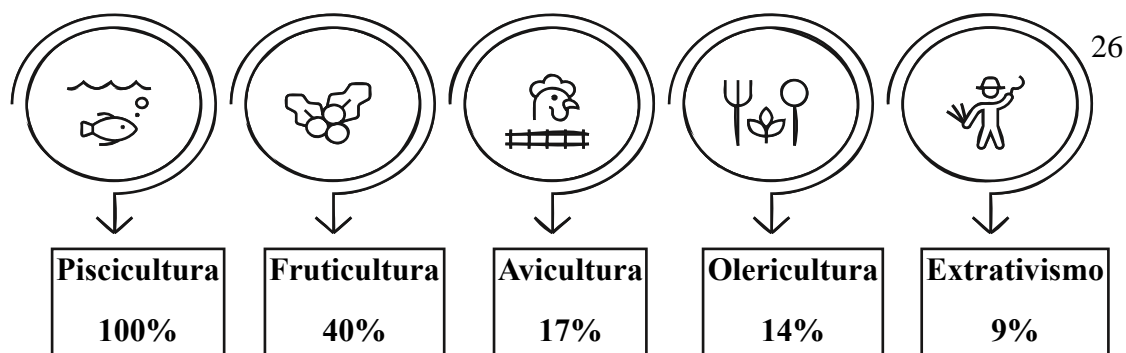 26
Piscicultura
100%
Fruticultura
40%
Avicultura
17%
Olericultura
14%
Extrativismo
9%